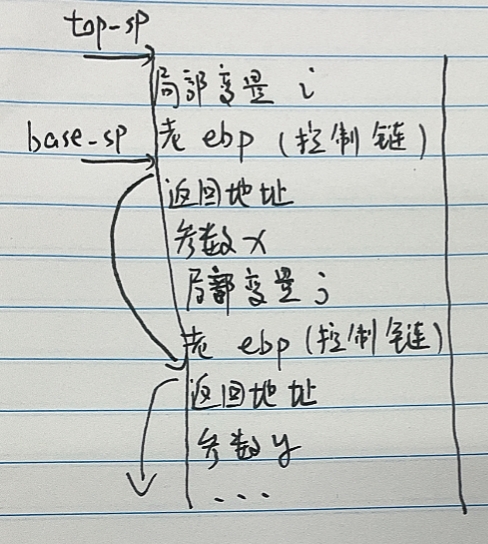 top-sp
局部变量 i
base-sp
老 ebp (控制链)
返回地址
参数 x
局部变量 j
老 ebp (控制链)
返回地址
参数 y
...